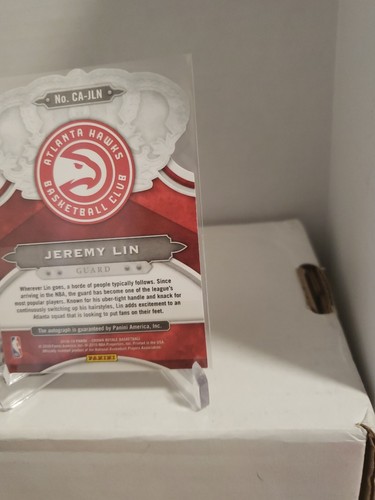 No. CA-JLN
ATLANTA HAWKS
BASKETBALL CLUB
JEREMY LIN
GUARD
Wherever Lin goes, a horde of people typically follows. Since
arriving in the NBA, the guard has become one of the league's
most popular players. Known for his uber-tight handle and knack for
continuously switching up his hairstyles, Lin adds excitement to an
Atlanta squad that is looking to put fans on their feet.
The autograph is guaranteed by Panini America, Inc.
PANINI